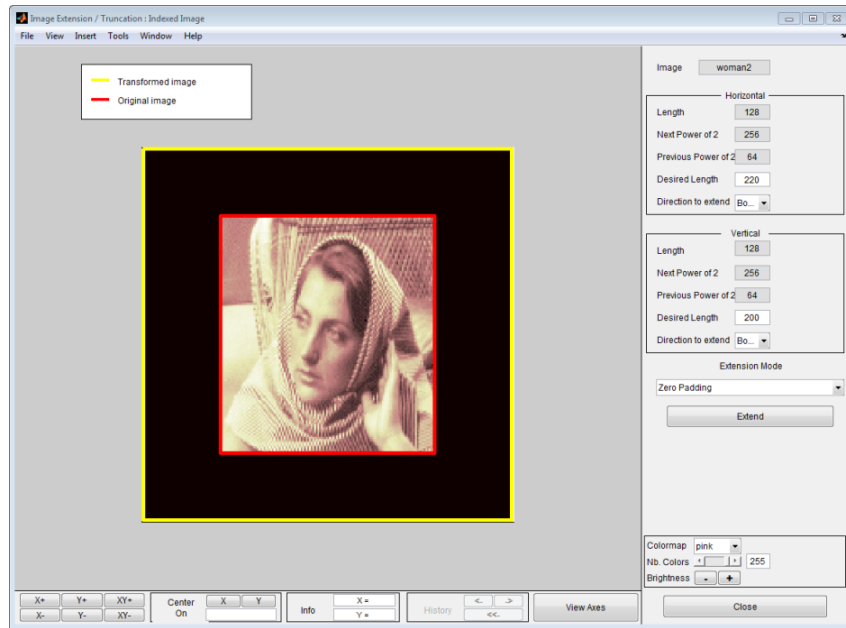 Image Extension / Truncation : Indexed Image
File View Insert Tools Window Help
Transformed image
Original image
Image woman2
Horizontal
Length 128
Next Power of 2 256
Previous Power of 2 64
Desired Length 220
Direction to extend Bo...
Vertical
Length 128
Next Power of 2 256
Previous Power of 2 64
Desired Length 200
Direction to extend Bo...
Extension Mode
Zero Padding
Extend
Colormap pink
Nb. Colors 255
Brightness - +
X+ Y+ XY+
X- Y- XY-
Center On X Y
Info X = Y =
History <- -> <<-
View Axes
Close